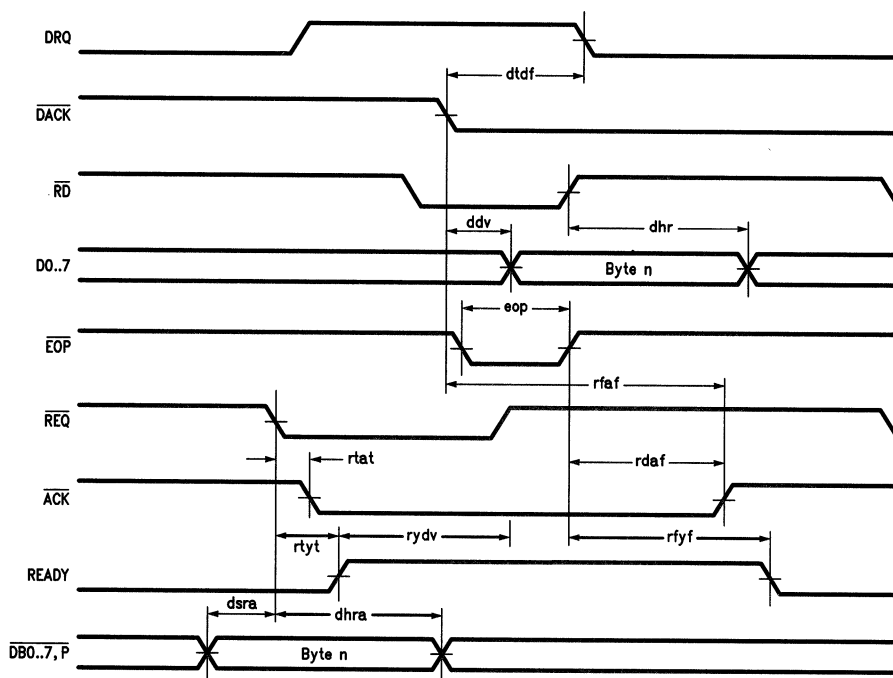 DRQ
dtdf
DACK
RD
ddv
dhr
D0..7
Byte n
eop
EOP
rfaf
REQ
rtat
rdaf
ACK
rtyt
rydv
rfyf
READY
dsra
dhra
DB0..7, P
Byte n